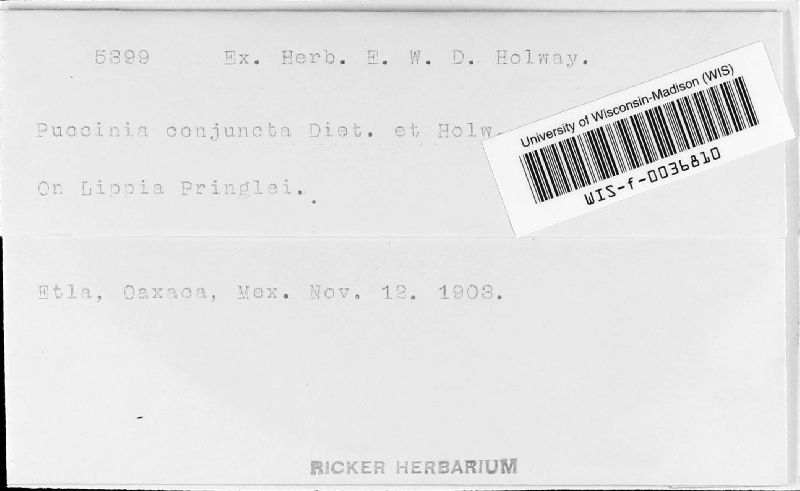 5399 Ex. Herb. E. W. D. Holway.
Puccinia conjuncta Diet. et Holw.
On Lippia Pringlei.
Etla, Oaxaca, Mex. Nov. 12. 1903.
University of Wisconsin-Madison (WIS)
WIS-f-0036810
RICKER HERBARIUM